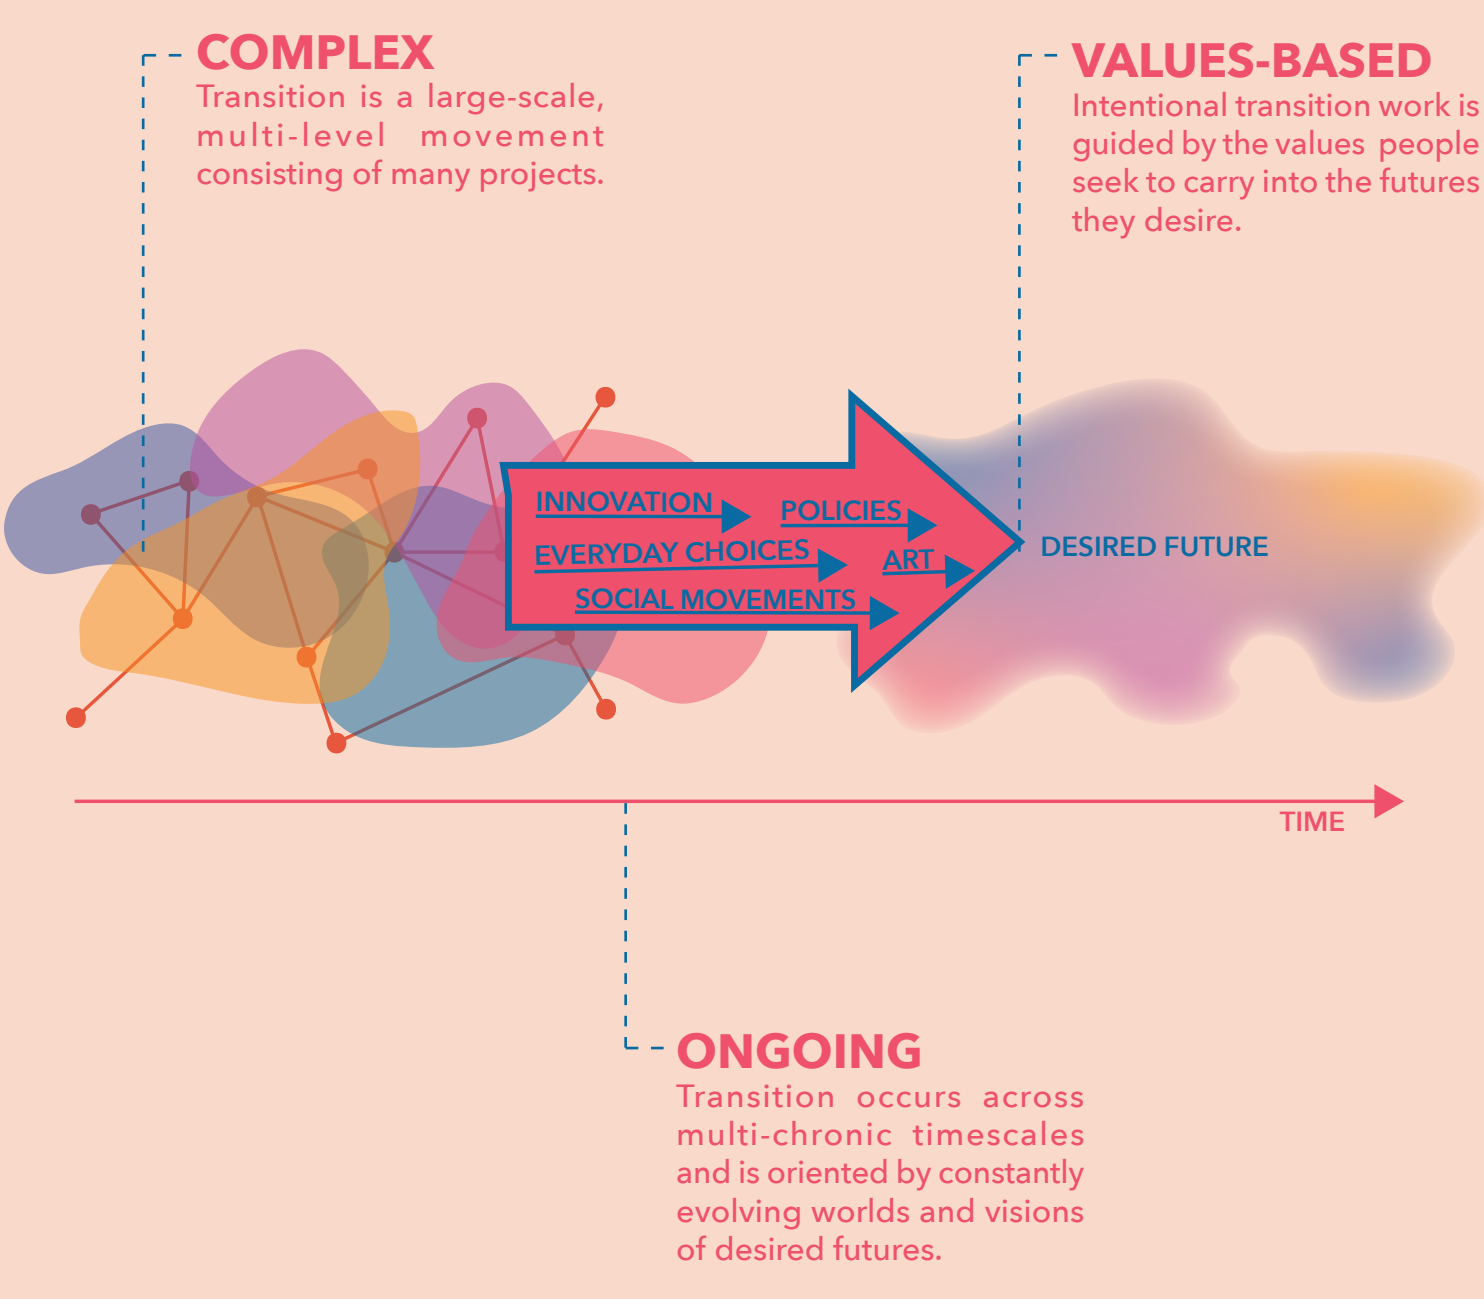 COMPLEX
Transition is a large-scale,
multi-level movement
consisting of many projects.
VALUES-BASED
Intentional transition work is
guided by the values people
seek to carry into the futures
they desire.
INNOVATION
POLICIES
EVERYDAY CHOICES
ART
SOCIAL MOVEMENTS
DESIRED FUTURE
TIME
ONGOING
Transition occurs across
multi-chronic timescales
and is oriented by constantly
evolving worlds and visions
of desired futures.